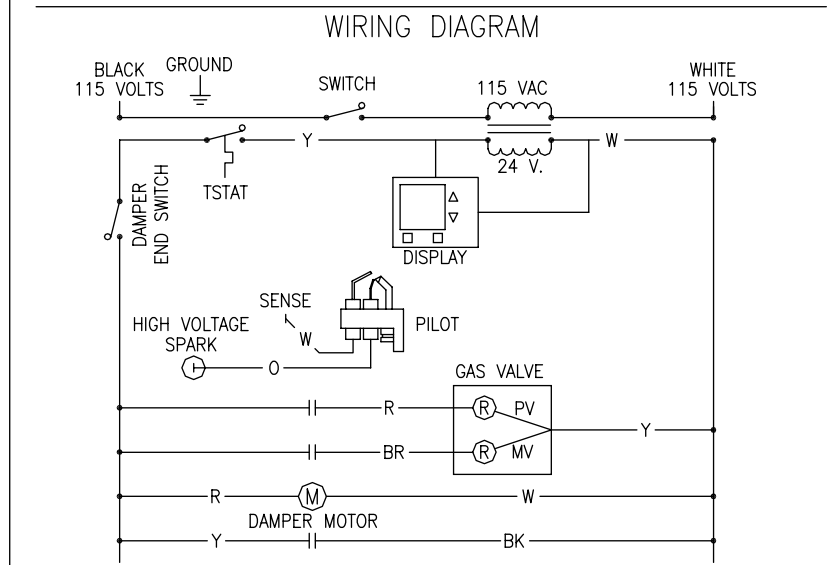 WIRING DIAGRAM
BLACK
115 VOLTS
GROUND
SWITCH
115 VAC
WHITE
115 VOLTS
Y
W
24 V.
TSTAT
DAMPER
END SWITCH
DISPLAY
SENSE
W
PILOT
HIGH VOLTAGE
SPARK
O
GAS VALVE
R
R
PV
Y
BR
R
MV
R
M
W
DAMPER MOTOR
Y
BK